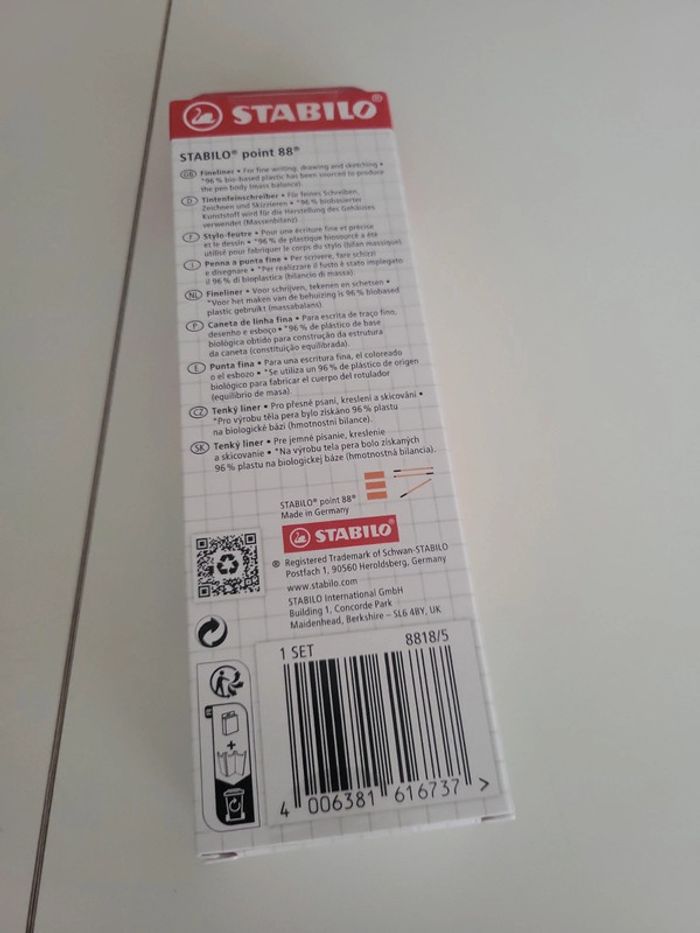 STABILO®
STABILO® point 88®
GB Fineliner • For fine writing, drawing and sketching •
*96 % bio-based plastic has been sourced to produce
the pen body (mass balance).
D Tintenfeinschreiber • Für feines Schreiben,
Zeichnen und Skizzieren • *96 % biobasierter
Kunststoff wird für die Herstellung des Gehäuses
verwendet (Massenbilanz).
F Stylo-feutre • Pour une écriture fine et précise
et le dessin • *96 % de plastique biosourcé a été
utilisé pour fabriquer le corps du stylo (bilan massique).
I Penna a punta fine • Per scrivere, fare schizzi
e disegnare • *Per realizzare il fusto è stato impiegato
il 96 % di bioplastica (bilancio di massa).
NL Fineliner • Voor schrijven, tekenen en schetsen •
*Voor het maken van de behuizing is 96 % biobased
plastic gebruikt (massabalans).
P Caneta de linha fina • Para escrita de traço fino,
desenho e esboço • *96 % de plástico de base
biológica obtido para construção da estrutura
da caneta (constituição equilibrada).
E Punta fina • Para una escritura fina, el coloreado
o el esbozo • *Se utiliza un 96 % de plástico de origen
biológico para fabricar el cuerpo del rotulador
(equilibrio de masa).
CZ Tenký liner • Pro přesné psaní, kreslení a skicování •
*Pro výrobu těla pera bylo získáno 96 % plastu
na biologické bázi (hmotnostní bilance).
SK Tenký liner • Pre jemné písanie, kreslenie
a skicovanie • *Na výrobu tela pera bolo získaných
96 % plastu na biologickej báze (hmotnostná bilancia).
STABILO® point 88®
Made in Germany
STABILO®
® Registered Trademark of Schwan-STABILO
Postfach 1, 90560 Heroldsberg, Germany
www.stabilo.com
STABILO International GmbH
Building 1, Concorde Park
Maidenhead, Berkshire – SL6 4BY, UK
1 SET 8818/5
4 006381 616737 >